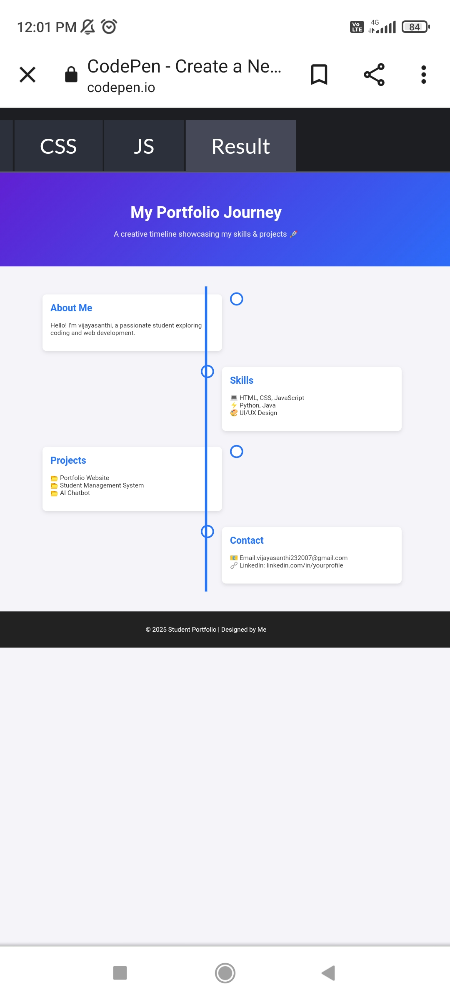 12:01 PM
Vo LTE
4G
84
CodePen - Create a Ne...
codepen.io
CSS
JS
Result
My Portfolio Journey
A creative timeline showcasing my skills & projects 🚀
About Me
Hello! I'm vijayasanthi, a passionate student exploring
coding and web development.
Skills
💻 HTML, CSS, JavaScript
⚡ Python, Java
🎨 UI/UX Design
Projects
📂 Portfolio Website
📂 Student Management System
📂 AI Chatbot
Contact
📧 Email:vijayasanthi232007@gmail.com
🔗 LinkedIn: linkedin.com/in/yourprofile
© 2025 Student Portfolio | Designed by Me